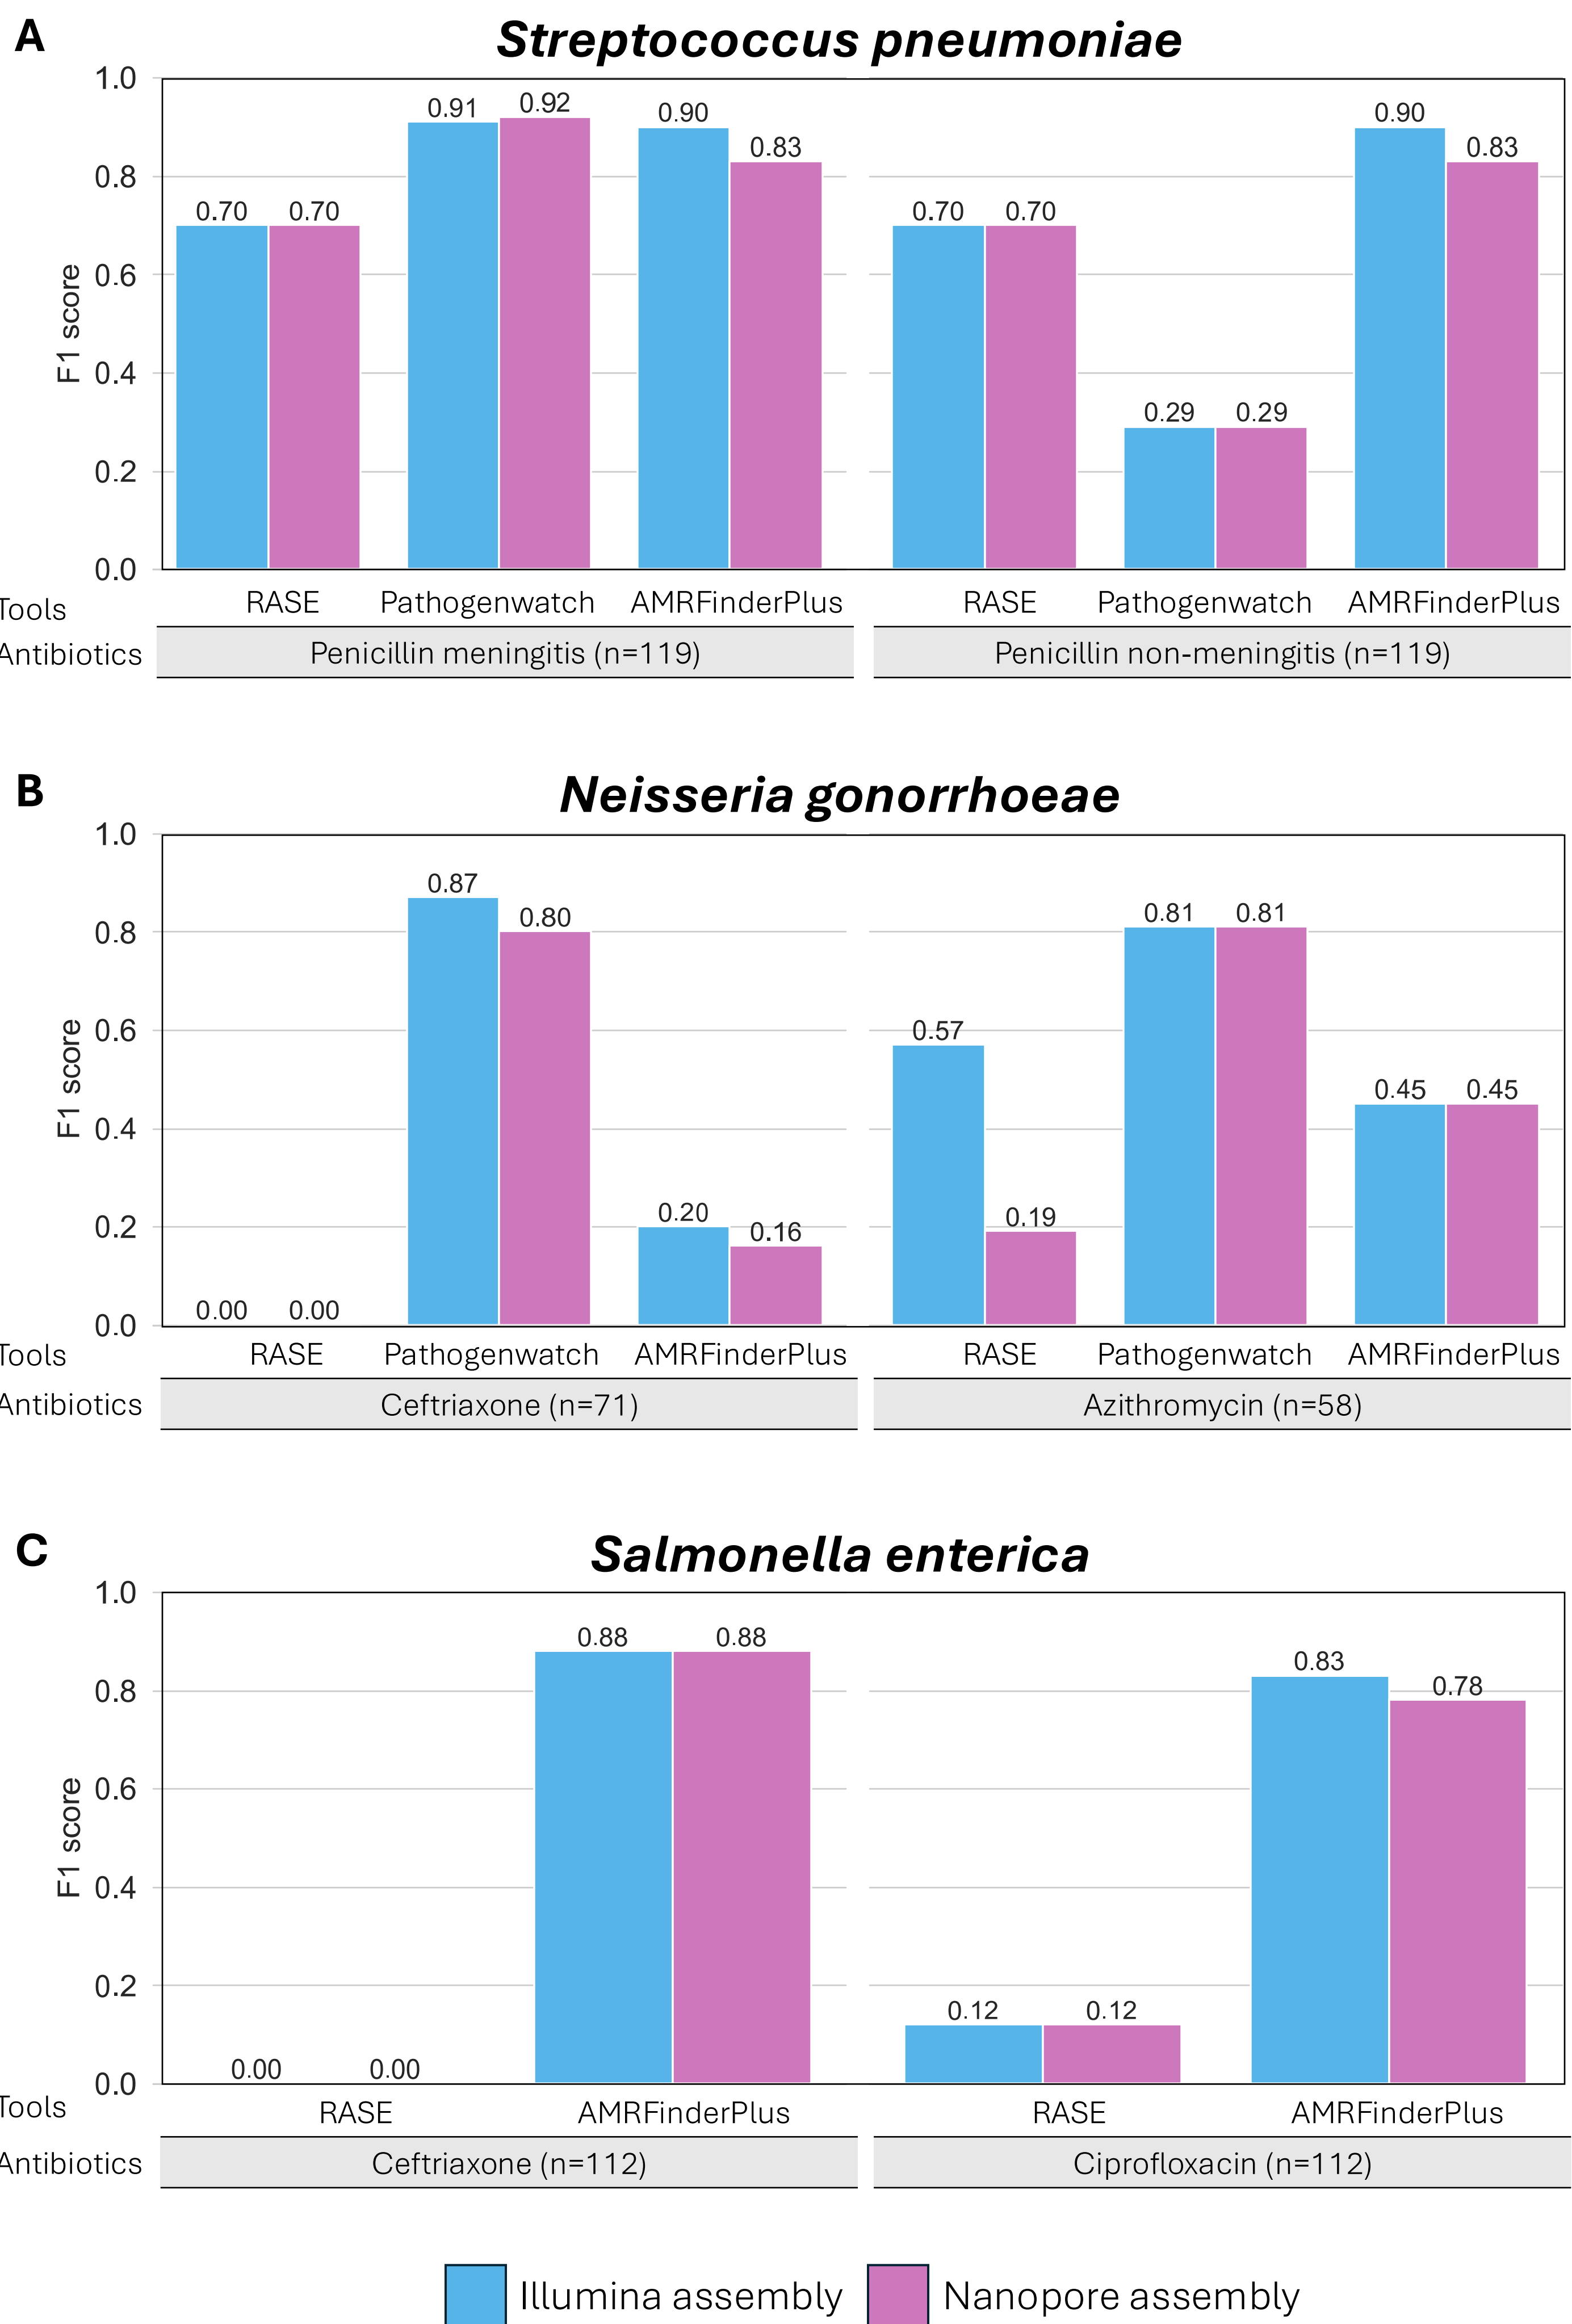 A
Streptococcus pneumoniae
1.0
0.8
0.6
0.4
0.2
0.0
F1 score
0.70 0.70 0.91 0.92 0.90 0.83 0.70 0.70 0.29 0.29 0.90 0.83
Tools RASE Pathogenwatch AMRFinderPlus RASE Pathogenwatch AMRFinderPlus
Antibiotics Penicillin meningitis (n=119) Penicillin non-meningitis (n=119)
B
Neisseria gonorrhoeae
1.0
0.8
0.6
0.4
0.2
0.0
F1 score
0.00 0.00 0.87 0.80 0.20 0.16 0.57 0.19 0.81 0.81 0.45 0.45
Tools RASE Pathogenwatch AMRFinderPlus RASE Pathogenwatch AMRFinderPlus
Antibiotics Ceftriaxone (n=71) Azithromycin (n=58)
C
Salmonella enterica
1.0
0.8
0.6
0.4
0.2
0.0
F1 score
0.00 0.00 0.88 0.88 0.12 0.12 0.83 0.78
Tools RASE AMRFinderPlus RASE AMRFinderPlus
Antibiotics Ceftriaxone (n=112) Ciprofloxacin (n=112)
Illumina assembly Nanopore assembly